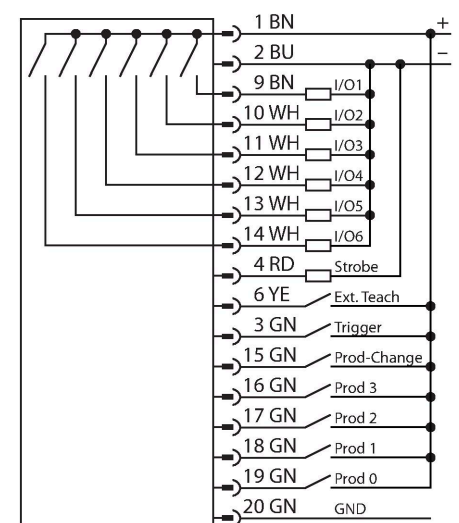 1 BN +
2 BU −
9 BN I/O1
10 WH I/O2
11 WH I/O3
12 WH I/O4
13 WH I/O5
14 WH I/O6
4 RD Strobe
6 YE Ext. Teach
3 GN Trigger
15 GN Prod-Change
16 GN Prod 3
17 GN Prod 2
18 GN Prod 1
19 GN Prod 0
20 GN GND